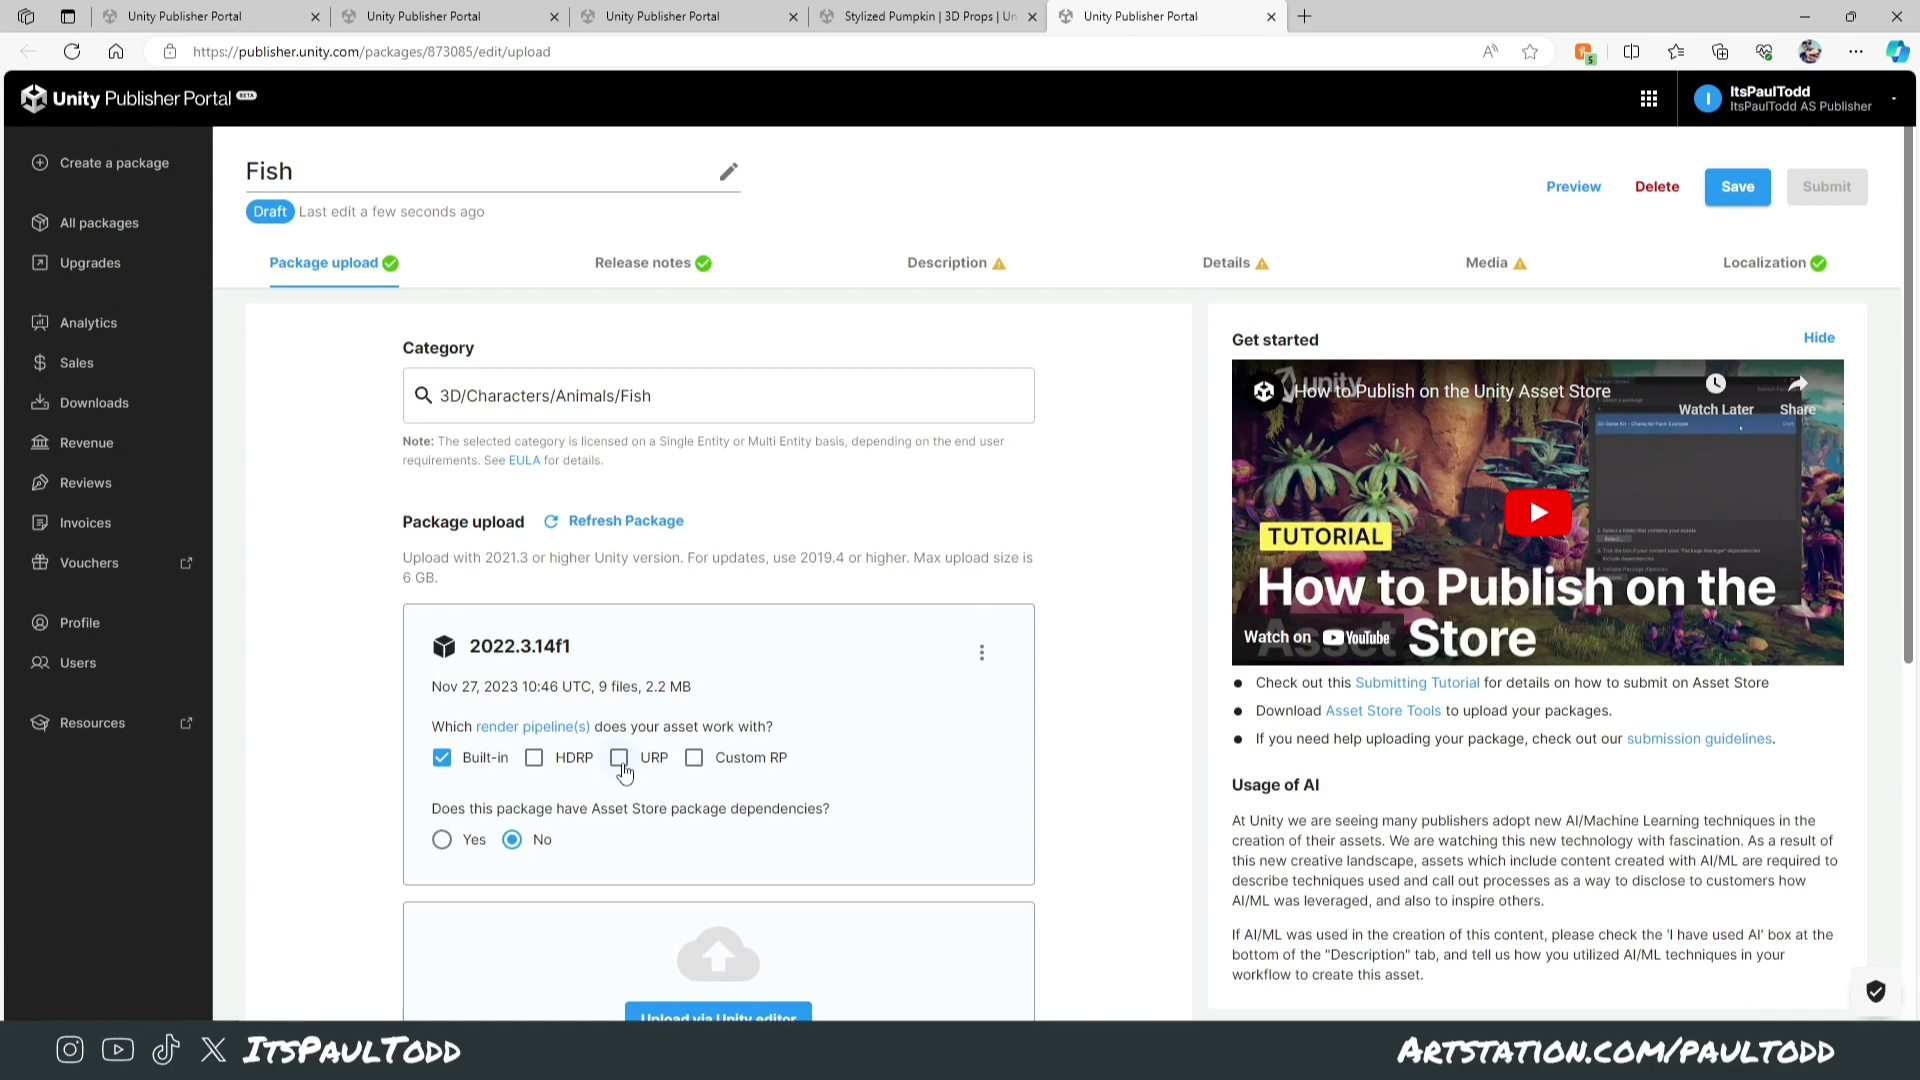 Unity Publisher Portal
Unity Publisher Portal
Unity Publisher Portal
Stylized Pumpkin | 3D Props | Un
Unity Publisher Portal
https://publisher.unity.com/packages/873085/edit/upload
5
Unity Publisher Portal BETA
I
ItsPaulTodd
ItsPaulTodd AS Publisher
Create a package
All packages
Upgrades
Analytics
Sales
Downloads
Revenue
Reviews
Invoices
Vouchers
Profile
Users
Resources
Fish
Draft Last edit a few seconds ago
Preview
Delete
Save
Submit
Package upload
Release notes
Description
Details
Media
Localization
Category
3D/Characters/Animals/Fish
Note: The selected category is licensed on a Single Entity or Multi Entity basis, depending on the end user
requirements. See EULA for details.
Package upload Refresh Package
Upload with 2021.3 or higher Unity version. For updates, use 2019.4 or higher. Max upload size is
6 GB.
2022.3.14f1
Nov 27, 2023 10:46 UTC, 9 files, 2.2 MB
Which render pipeline(s) does your asset work with?
Built-in HDRP URP Custom RP
Does this package have Asset Store package dependencies?
Yes No
Upload via Unity editor
Get started
Hide
unity
How to Publish on the Unity Asset Store
Watch Later
Share
TUTORIAL
How to Publish on the
Asset Store
Watch on YouTube
Check out this Submitting Tutorial for details on how to submit on Asset Store
Download Asset Store Tools to upload your packages.
If you need help uploading your package, check out our submission guidelines.
Usage of AI
At Unity we are seeing many publishers adopt new AI/Machine Learning techniques in the
creation of their assets. We are watching this new technology with fascination. As a result of
this new creative landscape, assets which include content created with AI/ML are required to
describe techniques used and call out processes as a way to disclose to customers how
AI/ML was leveraged, and also to inspire others.
If AI/ML was used in the creation of this content, please check the 'I have used AI' box at the
bottom of the "Description" tab, and tell us how you utilized AI/ML techniques in your
workflow to create this asset.
ItsPaulTodd
Artstation.com/paultodd